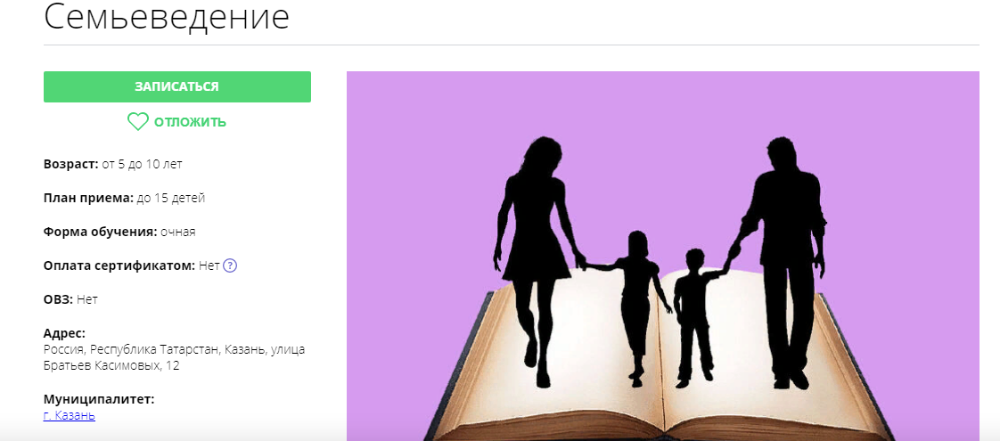 Семьеведение
ЗАПИСАТЬСЯ
ОТЛОЖИТЬ
Возраст: от 5 до 10 лет
План приема: до 15 детей
Форма обучения: очная
Оплата сертификатом: Нет ?
ОВЗ: Нет
Адрес:
Россия, Республика Татарстан, Казань, улица
Братьев Касимовых, 12
Муниципалитет:
г. Казань